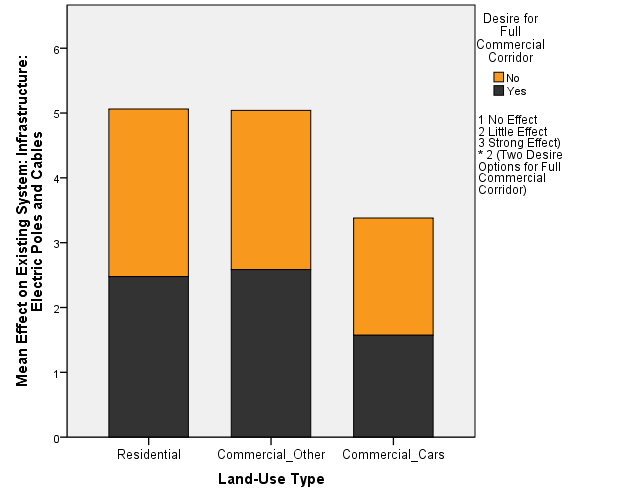 Mean Effect on Existing System: Infrastructure:
Electric Poles and Cables
6
5
4
3
2
1
0
Residential
Commercial_Other
Commercial_Cars
Land-Use Type
Desire for
Full
Commercial
Corridor
No
Yes
1 No Effect
2 Little Effect
3 Strong Effect)
* 2 (Two Desire
Options for Full
Commercial
Corridor)